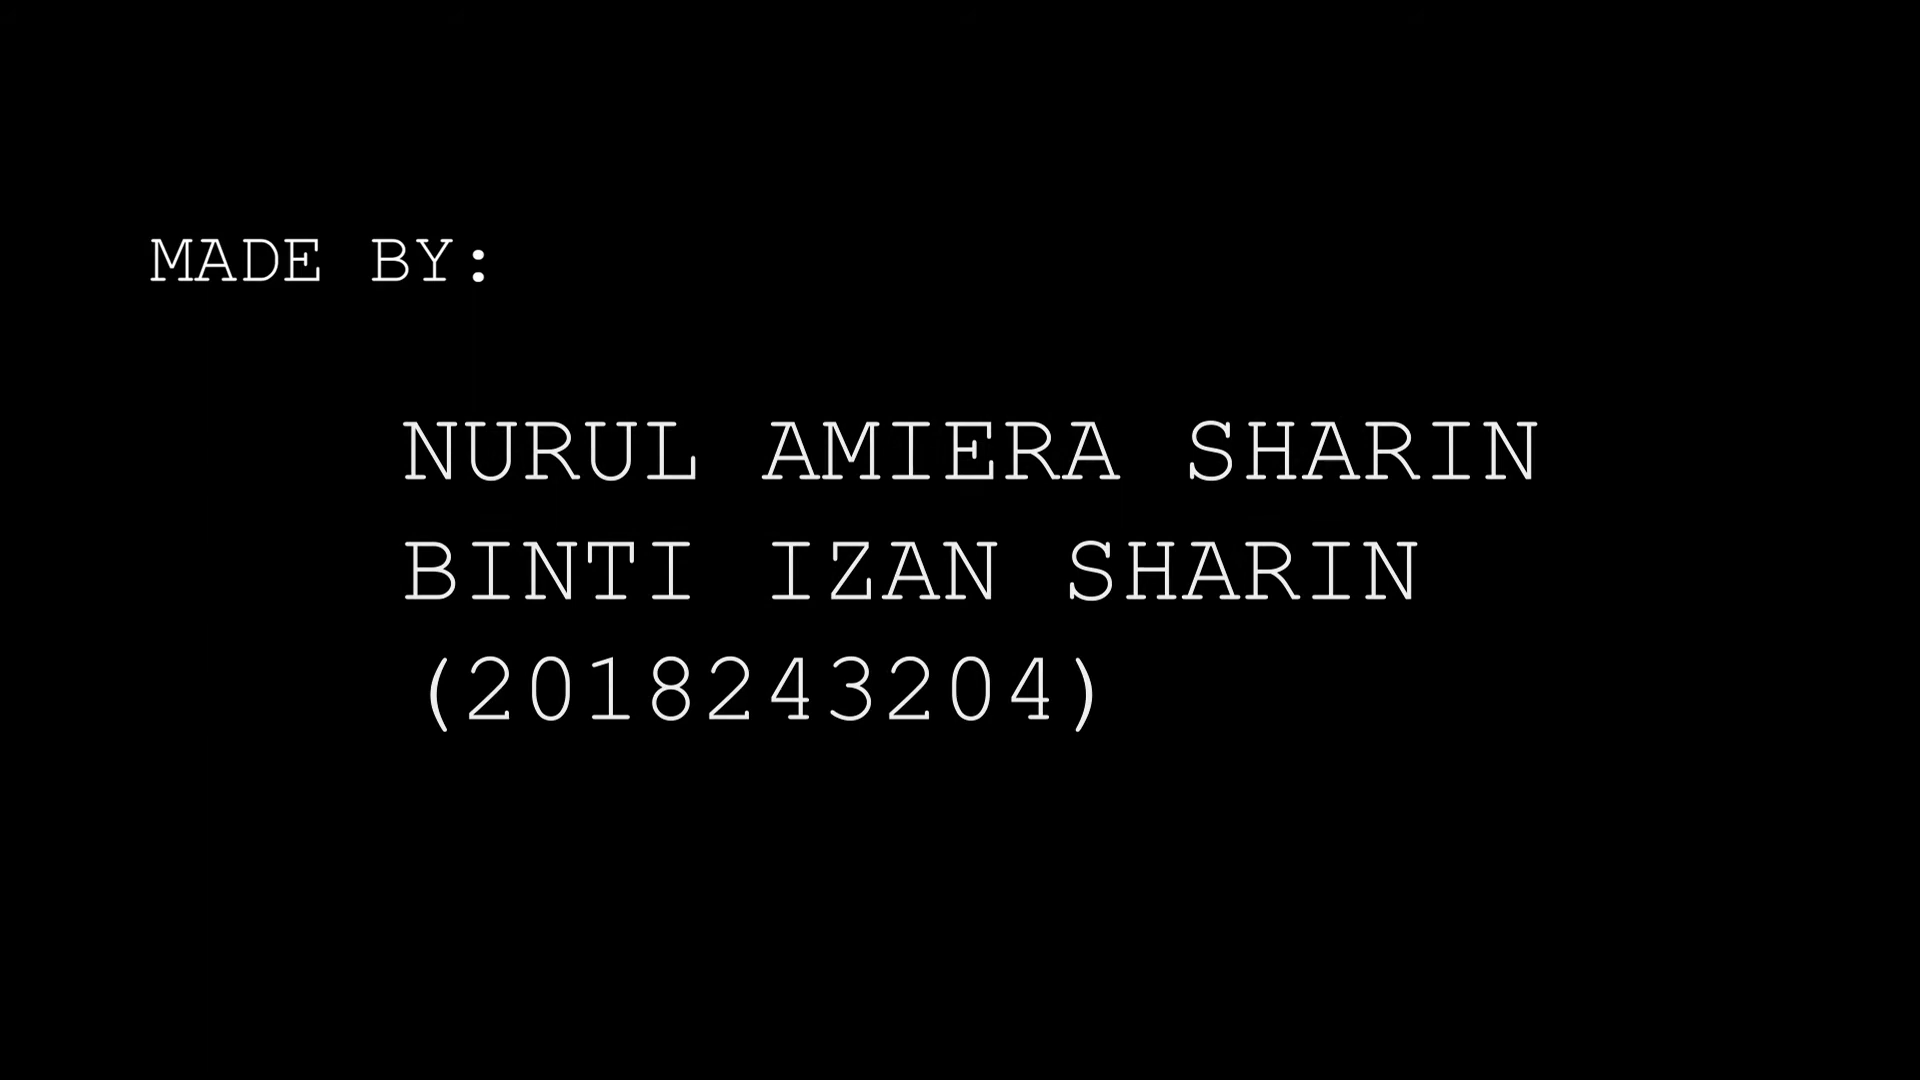 MADE BY:
NURUL AMIERA SHARIN
BINTI IZAN SHARIN
(2018243204)